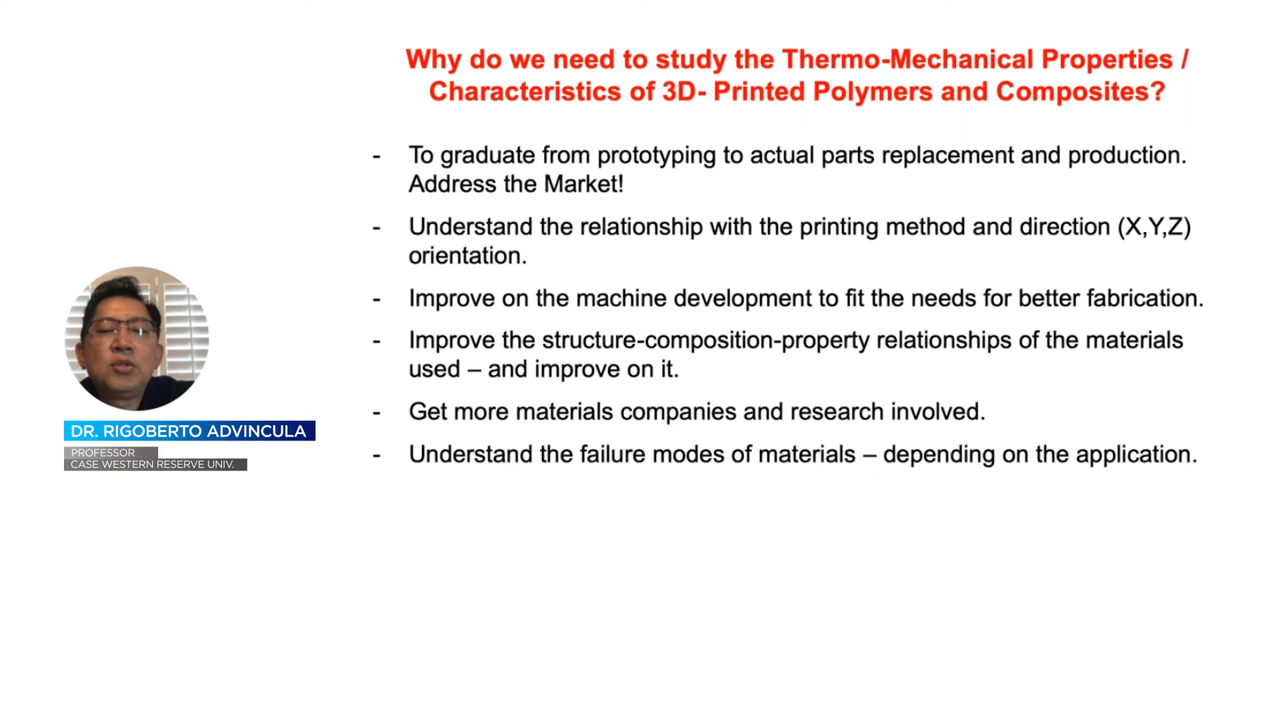 Why do we need to study the Thermo-Mechanical Properties /
Characteristics of 3D- Printed Polymers and Composites?
- To graduate from prototyping to actual parts replacement and production.
Address the Market!
- Understand the relationship with the printing method and direction (X,Y,Z)
orientation.
- Improve on the machine development to fit the needs for better fabrication.
- Improve the structure-composition-property relationships of the materials
used – and improve on it.
- Get more materials companies and research involved.
- Understand the failure modes of materials – depending on the application.
DR. RIGOBERTO ADVINCULA
PROFESSOR
CASE WESTERN RESERVE UNIV.